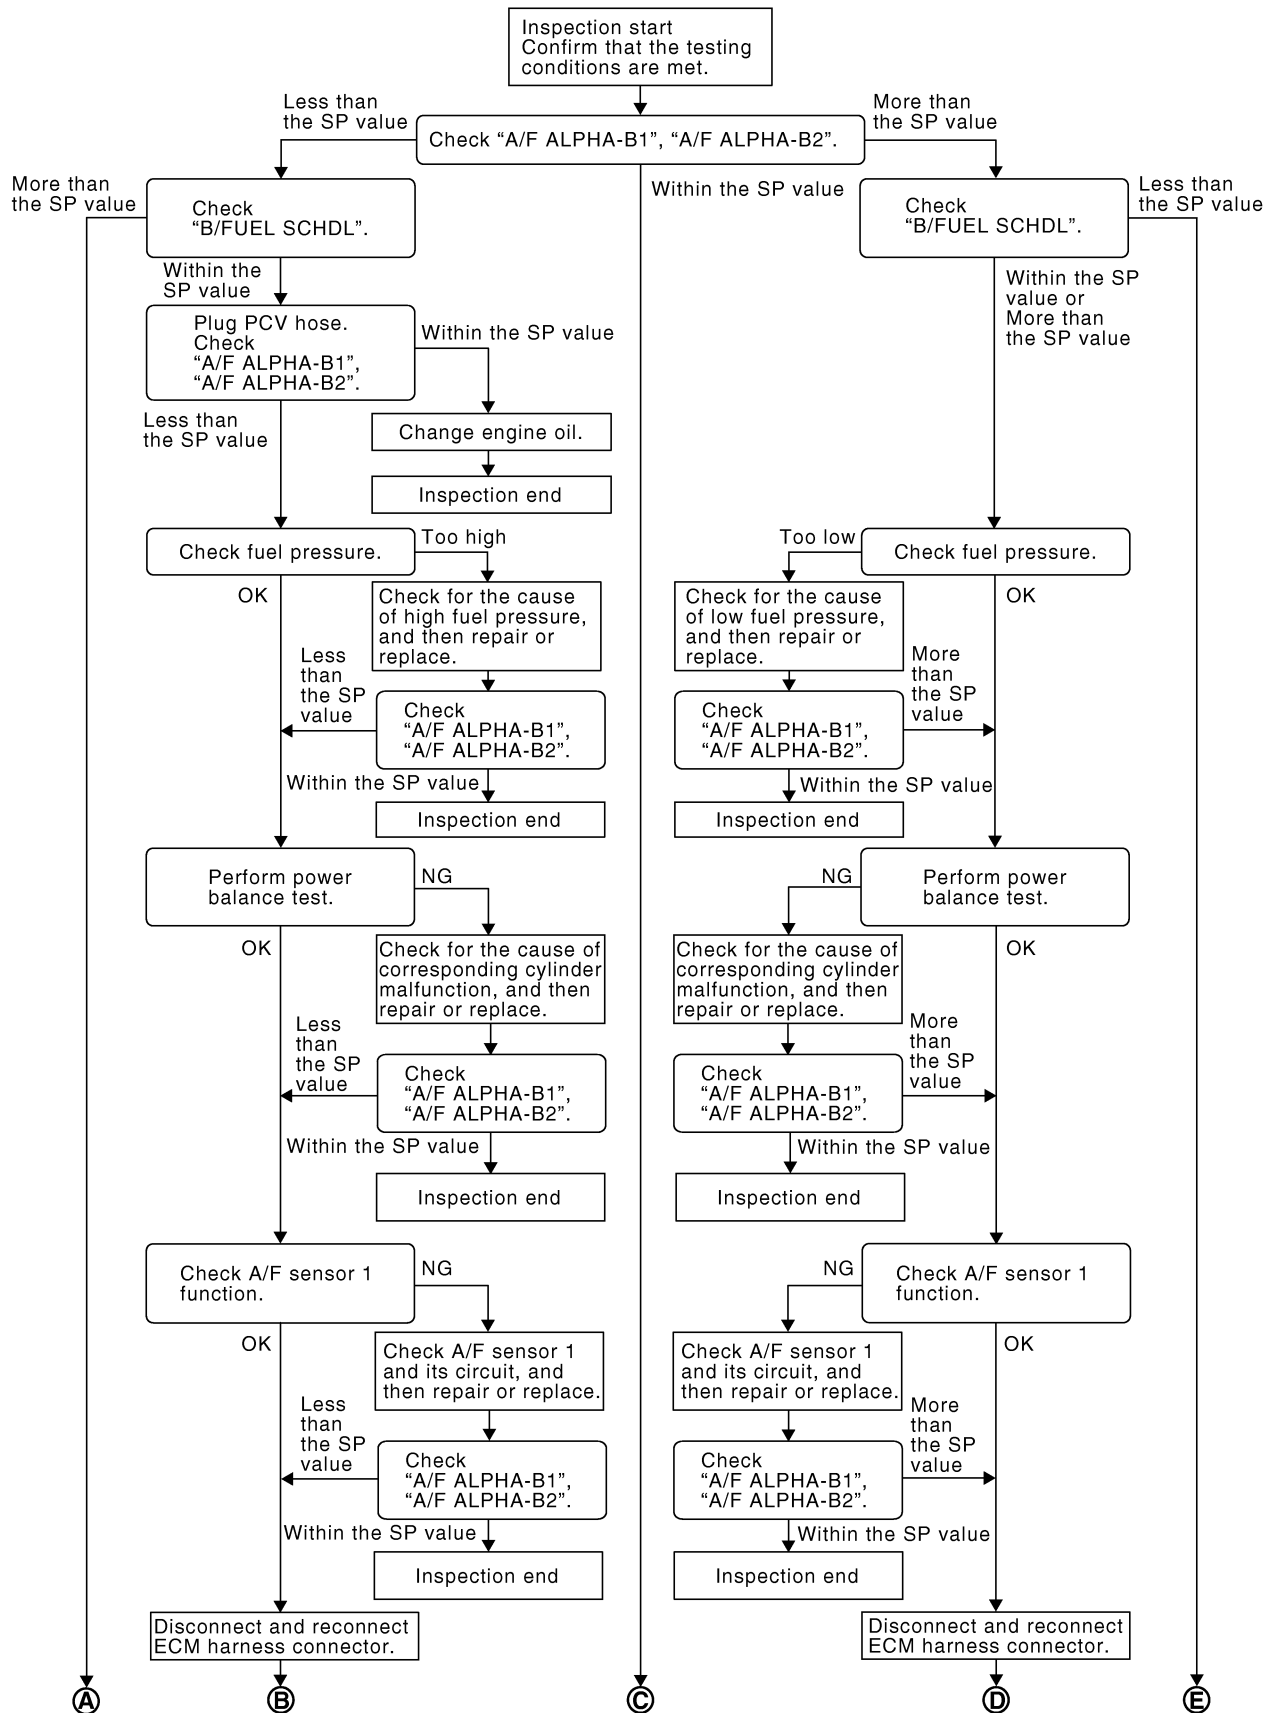 Inspection start
Confirm that the testing
conditions are met.
Less than
the SP value
More than
the SP value
Check “A/F ALPHA-B1”, “A/F ALPHA-B2”.
More than
the SP value
Check
“B/FUEL SCHDL”.
Within the SP value
Check
“B/FUEL SCHDL”.
Less than
the SP value
Within the
SP value
Within the SP
value or
More than
the SP value
Plug PCV hose.
Check
“A/F ALPHA-B1”,
“A/F ALPHA-B2”.
Within the SP value
Less than
the SP value
Change engine oil.
Inspection end
Check fuel pressure.
Too high
Too low
Check fuel pressure.
OK
Check for the cause
of high fuel pressure,
and then repair or
replace.
Check for the cause
of low fuel pressure,
and then repair or
replace.
OK
Less
than
the SP
value
Check
“A/F ALPHA-B1”,
“A/F ALPHA-B2”.
Check
“A/F ALPHA-B1”,
“A/F ALPHA-B2”.
More
than
the SP
value
Within the SP value
Within the SP value
Inspection end
Inspection end
Perform power
balance test.
NG
NG
Perform power
balance test.
OK
Check for the cause of
corresponding cylinder
malfunction, and then
repair or replace.
Check for the cause of
corresponding cylinder
malfunction, and then
repair or replace.
OK
Less
than
the SP
value
Check
“A/F ALPHA-B1”,
“A/F ALPHA-B2”.
Check
“A/F ALPHA-B1”,
“A/F ALPHA-B2”.
More
than
the SP
value
Within the SP value
Within the SP value
Inspection end
Inspection end
Check A/F sensor 1
function.
NG
NG
Check A/F sensor 1
function.
OK
Check A/F sensor 1
and its circuit, and
then repair or replace.
Check A/F sensor 1
and its circuit, and
then repair or replace.
OK
Less
than
the SP
value
Check
“A/F ALPHA-B1”,
“A/F ALPHA-B2”.
Check
“A/F ALPHA-B1”,
“A/F ALPHA-B2”.
More
than
the SP
value
Within the SP value
Within the SP value
Inspection end
Inspection end
Disconnect and reconnect
ECM harness connector.
Disconnect and reconnect
ECM harness connector.
A
B
C
D
E